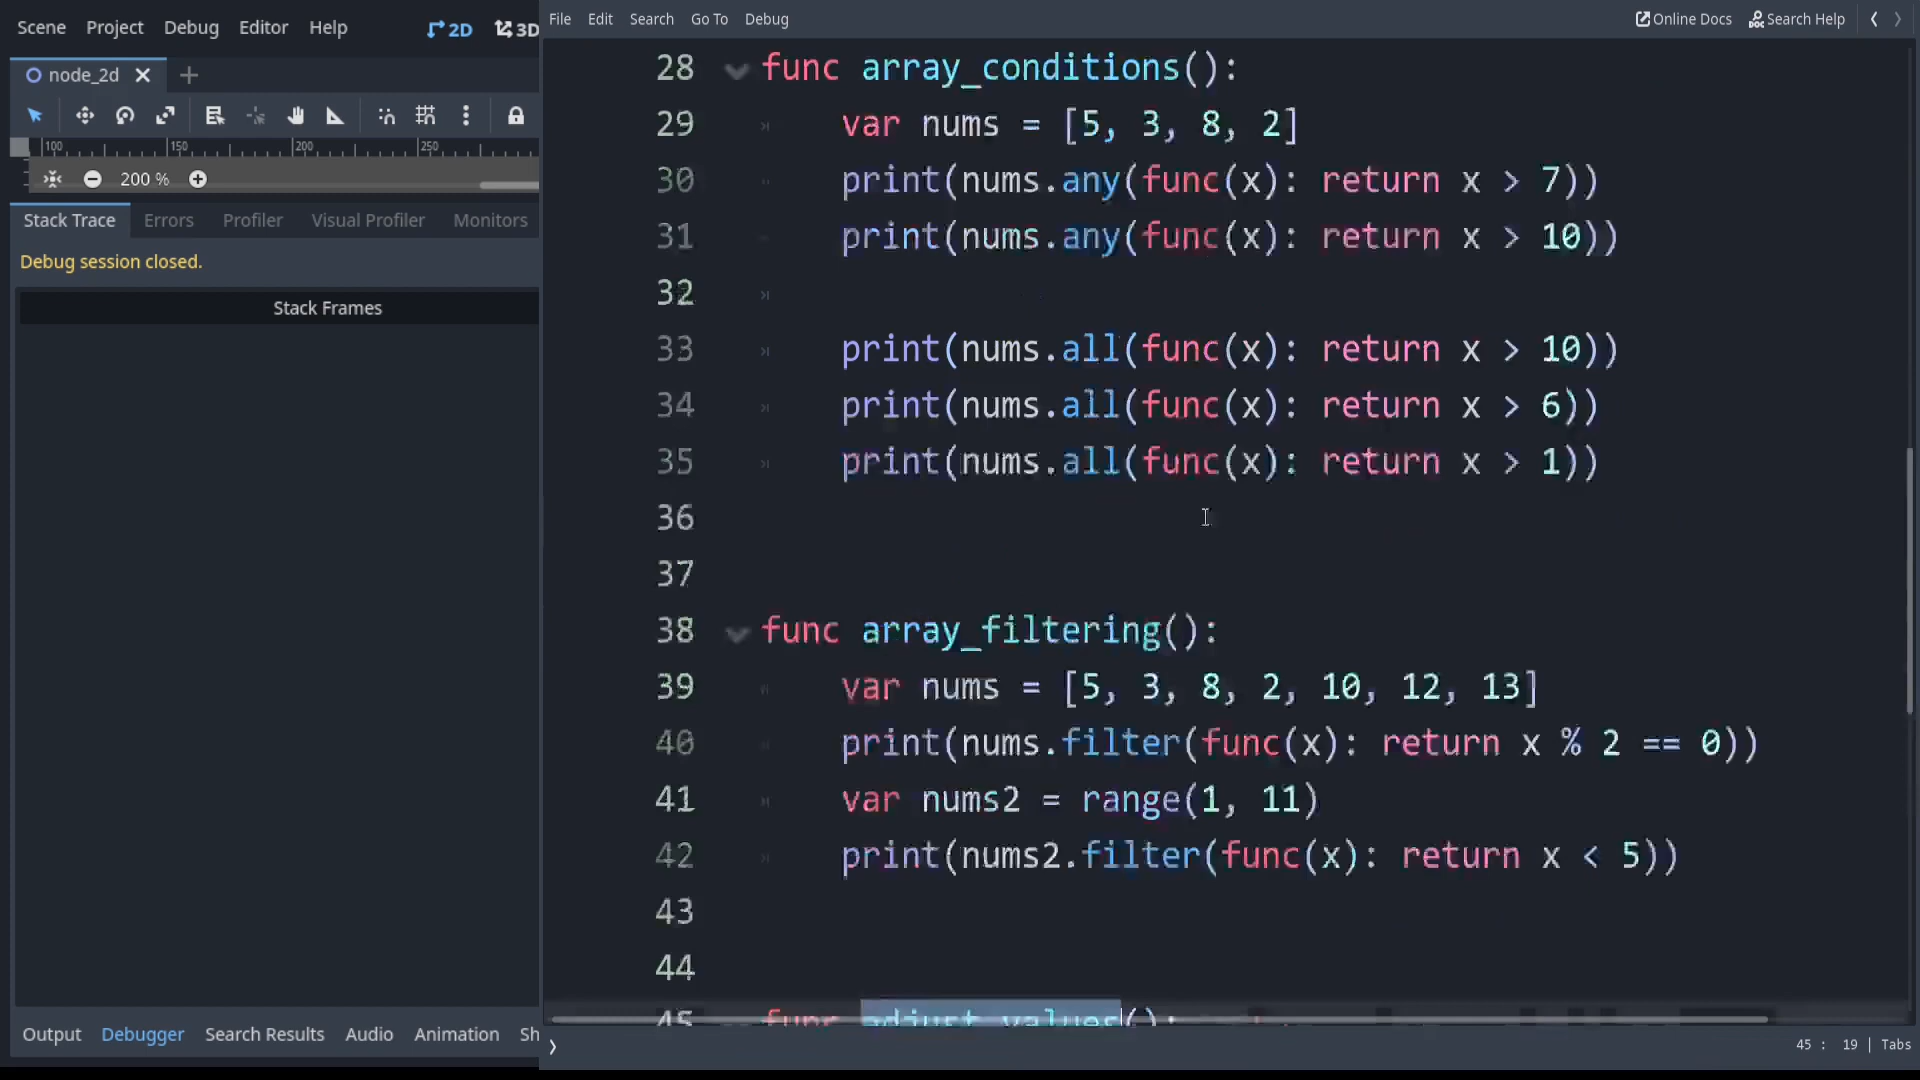 Scene Project Debug Editor Help 2D 3D
node_2d
100 150 200 250
200 %
Stack Trace Errors Profiler Visual Profiler Monitors
Debug session closed.
Stack Frames
Output Debugger Search Results Audio Animation Sh
File Edit Search Go To Debug Online Docs Search Help
28 func array_conditions():
29 var nums = [5, 3, 8, 2]
30 print(nums.any(func(x): return x > 7))
31 print(nums.any(func(x): return x > 10))
32
33 print(nums.all(func(x): return x > 10))
34 print(nums.all(func(x): return x > 6))
35 print(nums.all(func(x): return x > 1))
36
37
38 func array_filtering():
39 var nums = [5, 3, 8, 2, 10, 12, 13]
40 print(nums.filter(func(x): return x % 2 == 0))
41 var nums2 = range(1, 11)
42 print(nums2.filter(func(x): return x < 5))
43
44
45 func adjust_values():
45 : 19 | Tabs